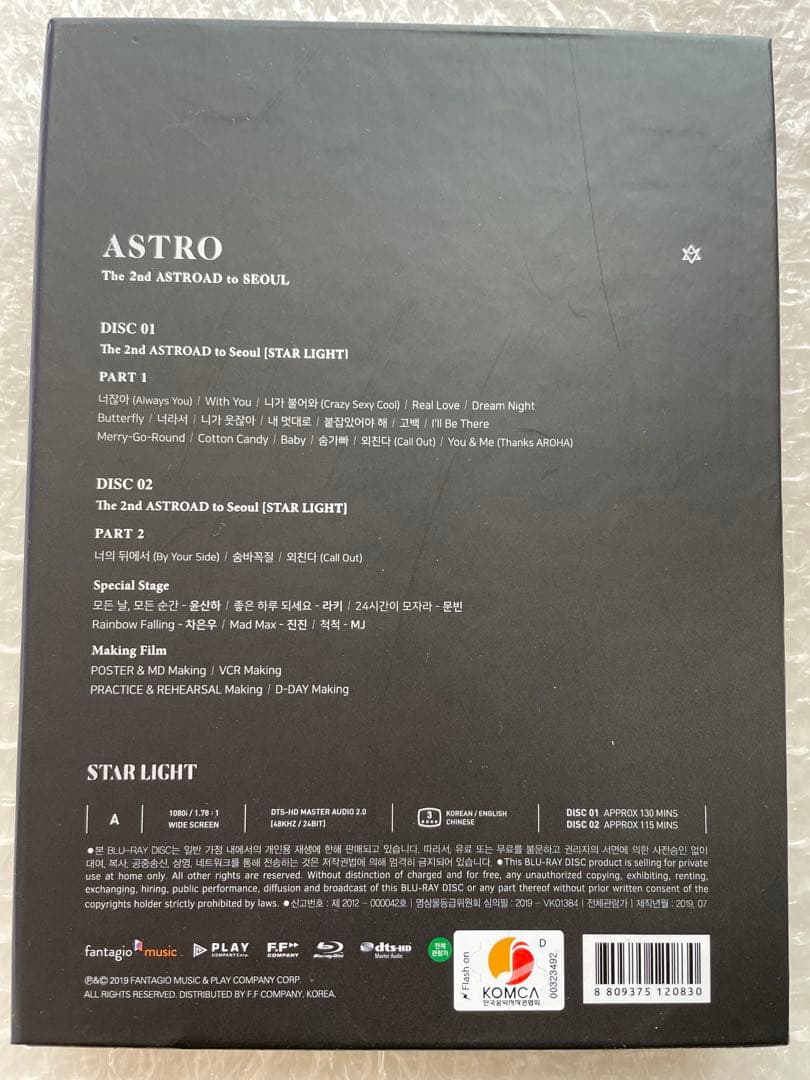 ASTRO
The 2nd ASTROAD to SEOUL
DISC 01
The 2nd ASTROAD to Seoul [STAR LIGHT]
PART 1
너잖아 (Always You) / With You / 니가 불어와 (Crazy Sexy Cool) / Real Love / Dream Night
Butterfly / 너라서 / 니가 웃잖아 / 내 멋대로 / 붙잡았어야 해 / 고백 / I'll Be There
Merry-Go-Round / Cotton Candy / Baby / 숨가빠 / 외친다 (Call Out) / You & Me (Thanks AROHA)
DISC 02
The 2nd ASTROAD to Seoul [STAR LIGHT]
PART 2
너의 뒤에서 (By Your Side) / 숨바꼭질 / 외친다 (Call Out)
Special Stage
모든 날, 모든 순간 - 윤산하 / 좋은 하루 되세요 - 라키 / 24시간이 모자라 - 문빈
Rainbow Falling - 차은우 / Mad Max - 진진 / 척척 - MJ
Making Film
POSTER & MD Making / VCR Making
PRACTICE & REHEARSAL Making / D-DAY Making
STAR LIGHT
A
1080i / 1.78 : 1
WIDE SCREEN
DTS-HD MASTER AUDIO 2.0
[48KHZ / 24BIT]
3
KOREAN / ENGLISH
CHINESE
DISC 01 APPROX 130 MINS
DISC 02 APPROX 115 MINS
●본 BLU-RAY DISC는 일반 가정 내에서의 개인용 재생에 한해 판매되고 있습니다. 따라서, 유료 또는 무료를 불문하고 권리자의 서면에 의한 사전승인 없이
대여, 복사, 공중송신, 상영, 네트워크를 통해 전송하는 것은 저작권법에 의해 엄격히 금지되어 있습니다. ●This BLU-RAY DISC product is selling for private
use at home only. All other rights are reserved. Without distinction of charged and for free, any unauthorized copying, exhibiting, renting,
exchanging, hiring, public performance, diffusion and broadcast of this BLU-RAY DISC or any part thereof without prior written consent of the
copyrights holder strictly prohibited by laws. ●신고번호 : 제 2012 - 000042호 | 영상물등급위원회 심의필 : 2019 - VK01384 | 전체관람가 | 제작년월 : 2019. 07
fantagio music
PLAY
COMPANY Corp.
F.F
COMPANY
Blu-ray Disc
dts-HD
Master Audio
전체
관람가
Flash on
KOMCA
한국음악저작권협회
D
00323492
8 809375 120830
℗&© 2019 FANTAGIO MUSIC & PLAY COMPANY CORP.
ALL RIGHTS RESERVED. DISTRIBUTED BY F.F COMPANY. KOREA.